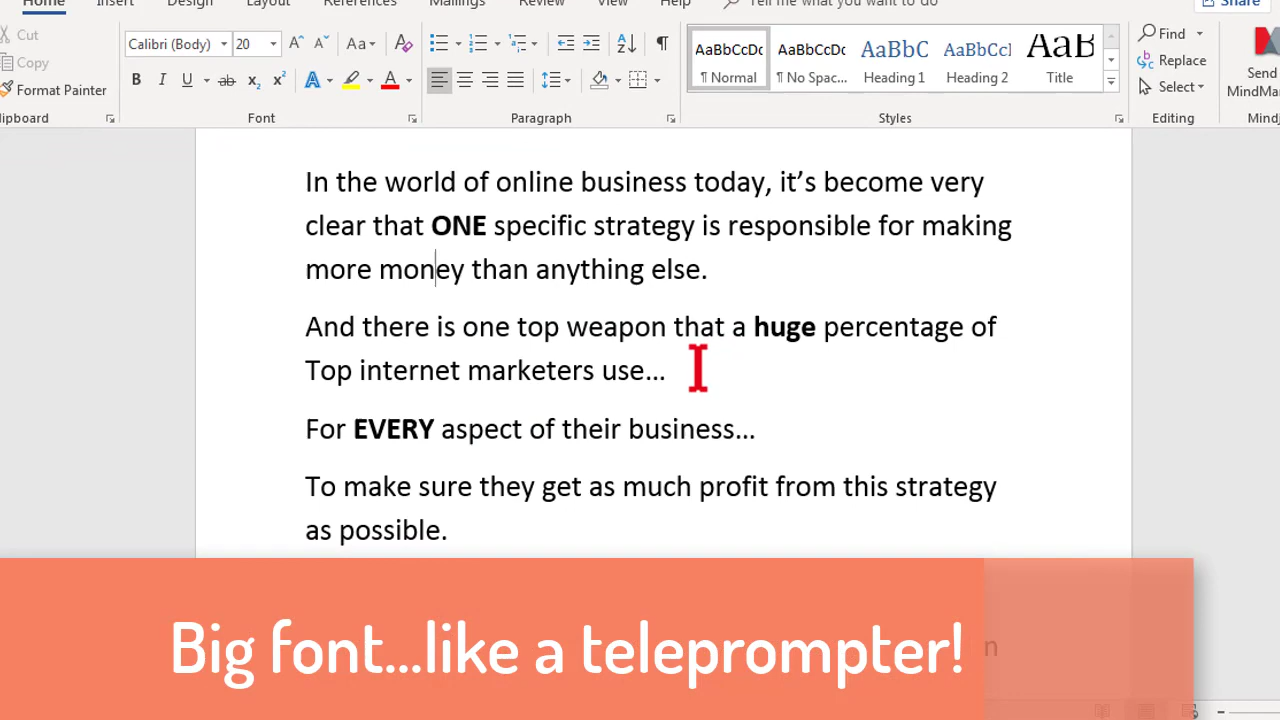 Home Insert Design Layout References Mailings Review View Help Tell me what you want to do Share
Cut
Copy
Format Painter
Calibri (Body) 20
Aa
AaBbCcDc AaBbCcDc AaBbC AaBbCcI AaB
¶ Normal ¶ No Spac... Heading 1 Heading 2 Title
Find
Replace
Select
Send
Font Paragraph Styles Editing
In the world of online business today, it’s become very
clear that ONE specific strategy is responsible for making
more money than anything else.
And there is one top weapon that a huge percentage of
Top internet marketers use…
For EVERY aspect of their business…
To make sure they get as much profit from this strategy
as possible.
Big font...like a teleprompter!
n